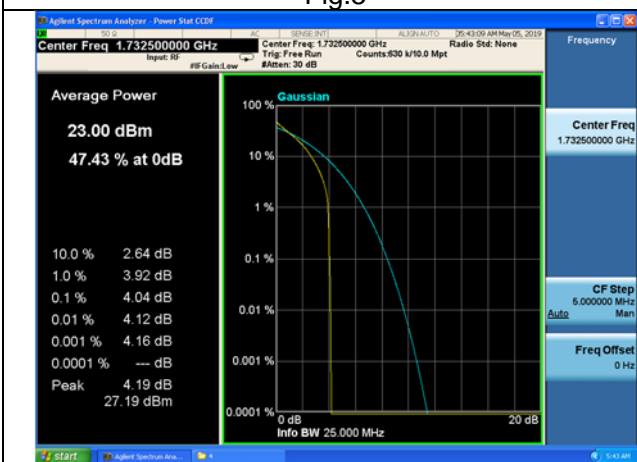 Fig.3
Agilent Spectrum Analyzer - Power Stat CCDF
50 Ω AC SENSE:INT ALIGN AUTO 05:43:09 AM May 05, 2019
Center Freq 1.732500000 GHz
Input: RF
#IFGain:Low
Center Freq: 1.732500000 GHz
Radio Std: None
Trig: Free Run
Counts:630 k/10.0 Mpt
#Atten: 30 dB
Frequency
Average Power
23.00 dBm
47.43 % at 0dB
10.0 % 2.64 dB
1.0 % 3.92 dB
0.1 % 4.04 dB
0.01 % 4.12 dB
0.001 % 4.16 dB
0.0001 % --- dB
Peak 4.19 dB
27.19 dBm
Gaussian
100 %
10 %
1 %
0.1 %
0.01 %
0.001 %
0.0001 %
0 dB
20 dB
Info BW 25.000 MHz
Center Freq
1.732500000 GHz
CF Step
5.000000 MHz
Auto Man
Freq Offset
0 Hz
start
Agilent Spectrum Ana...
4
5:43 AM